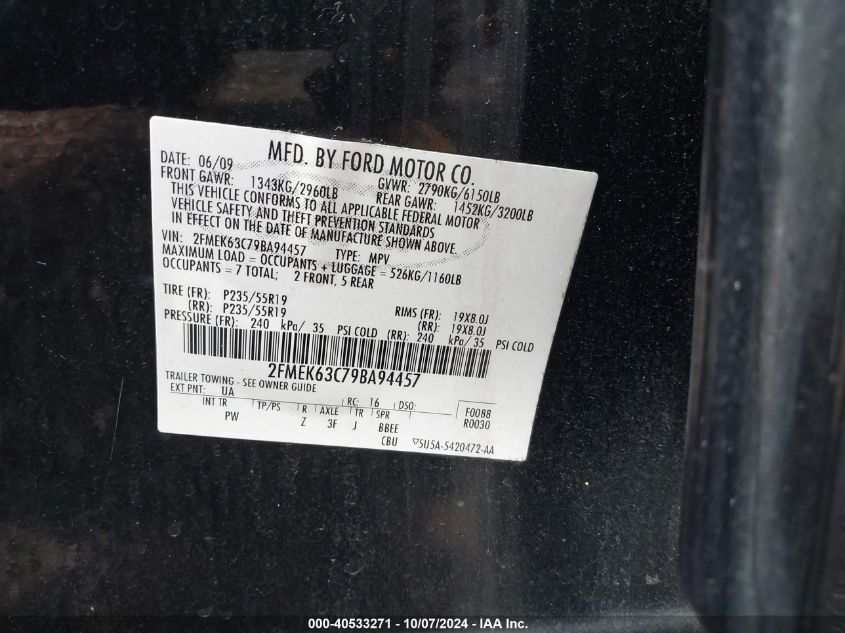 MFD. BY FORD MOTOR CO.
DATE: 06/09 GVWR: 2790KG/6150LB
FRONT GAWR: 1343KG/2960LB REAR GAWR: 1452KG/3200LB
THIS VEHICLE CONFORMS TO ALL APPLICABLE FEDERAL MOTOR
VEHICLE SAFETY AND THEFT PREVENTION STANDARDS
IN EFFECT ON THE DATE OF MANUFACTURE SHOWN ABOVE.
VIN: 2FMEK63C79BA94457 TYPE: MPV
MAXIMUM LOAD = OCCUPANTS + LUGGAGE = 526KG/1160LB
OCCUPANTS = 7 TOTAL; 2 FRONT, 5 REAR
TIRE (FR): P235/55R19 RIMS (FR): 19X8.0J
(RR): P235/55R19 (RR): 19X8.0J
PRESSURE (FR): 240 kPa/ 35 PSI COLD (RR): 240 kPa/ 35 PSI COLD
2FMEK63C79BA94457
TRAILER TOWING - SEE OWNER GUIDE
EXT PNT: UA RC: 16 DSO: F0088
INT TR TP/PS R AXLE TR SPR R0030
PW Z 3F J BBEE
CBU ▽5U5A-5420472-AA
000-40533271 - 10/07/2024 - IAA Inc.